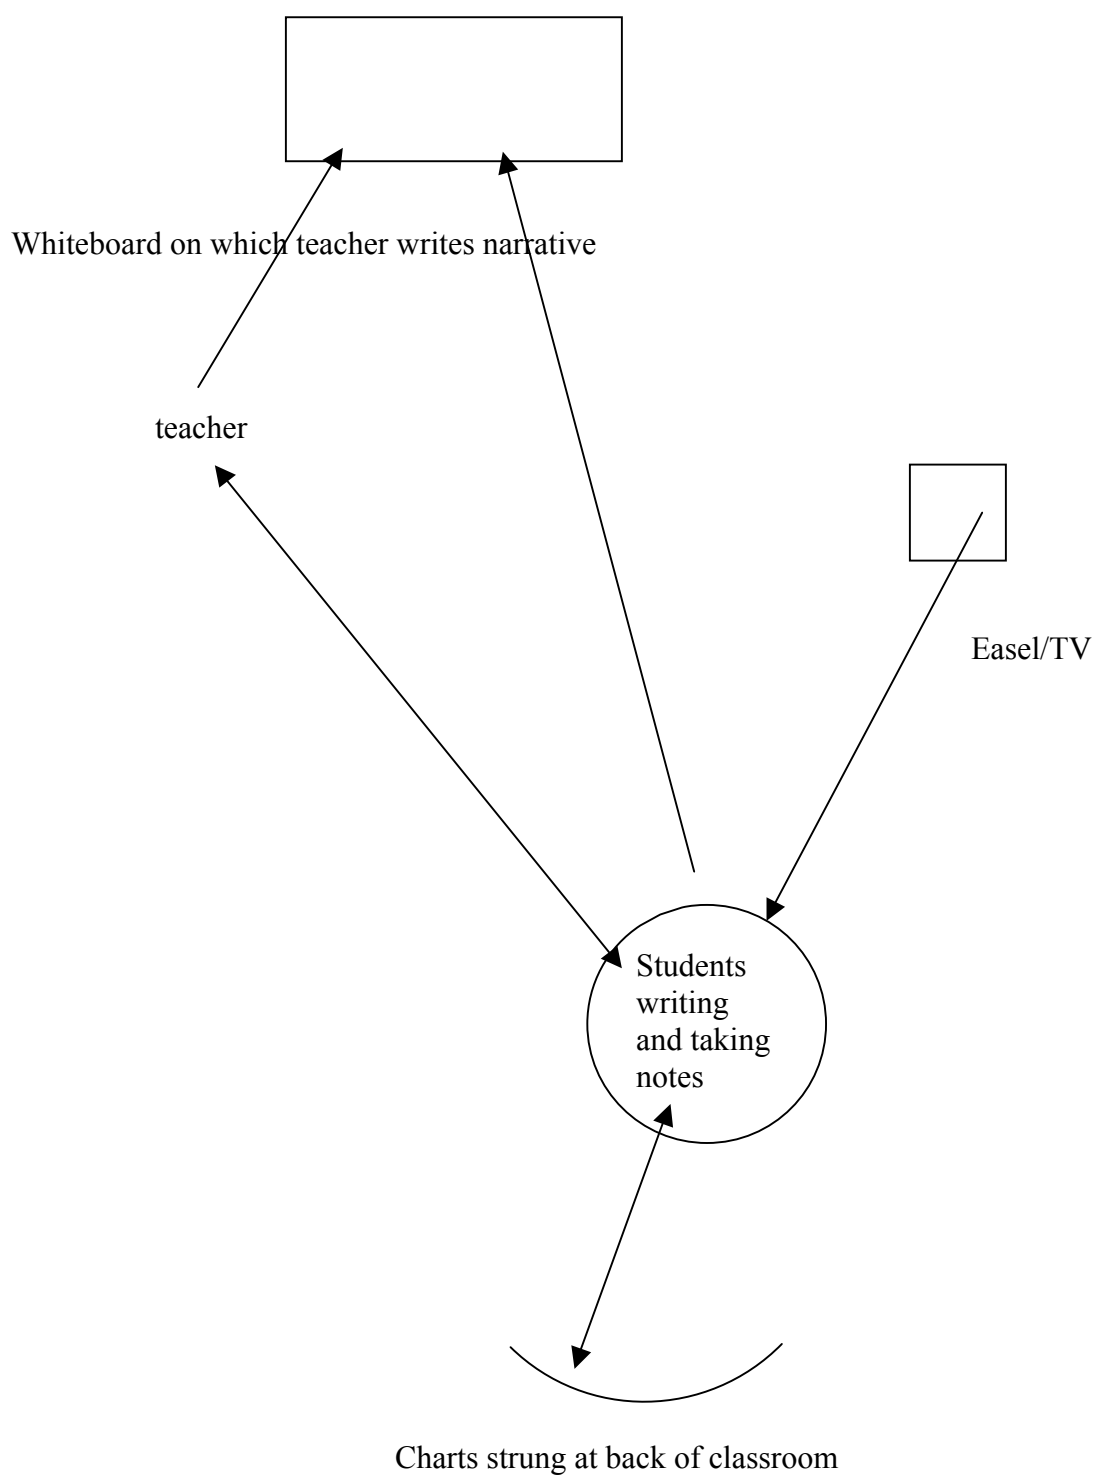 Whiteboard on which teacher writes narrative
teacher
Easel/TV
Students
writing
and taking
notes
Charts strung at back of classroom